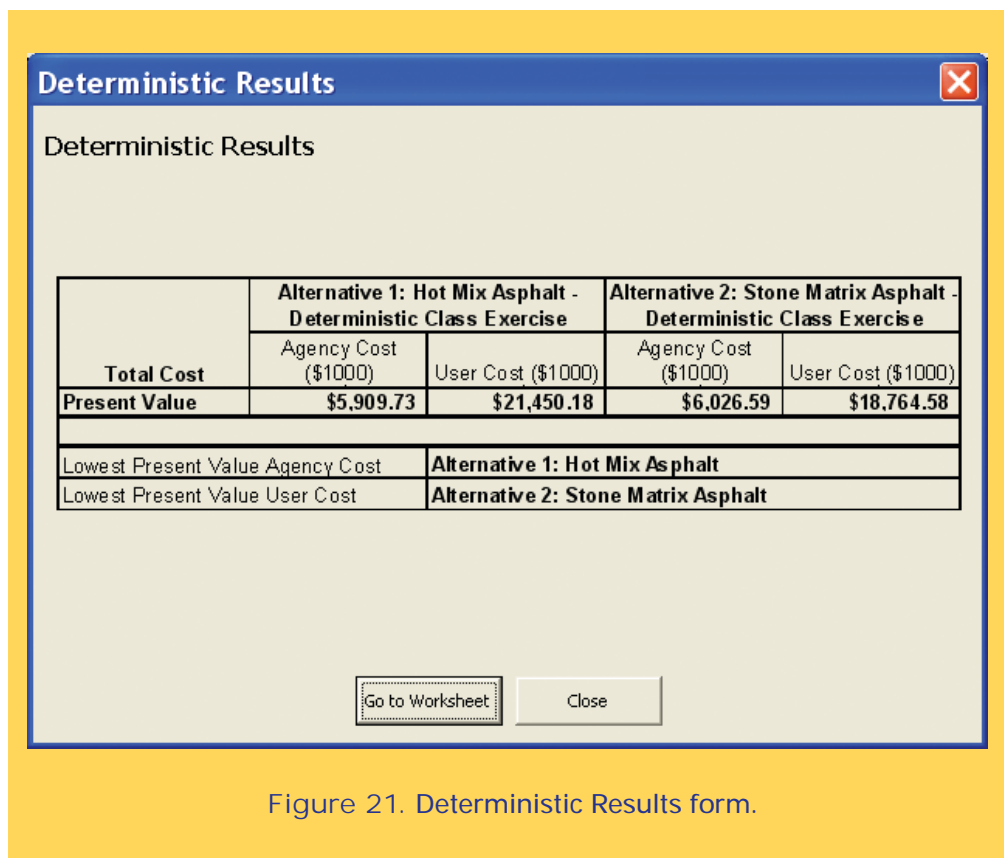 Deterministic Results
Deterministic Results
Alternative 1: Hot Mix Asphalt -
Deterministic Class Exercise
Alternative 2: Stone Matrix Asphalt -
Deterministic Class Exercise
Total Cost
Agency Cost
($1000)
User Cost ($1000)
Agency Cost
($1000)
User Cost ($1000)
Present Value $5,909.73 $21,450.18 $6,026.59 $18,764.58
Lowest Present Value Agency Cost Alternative 1: Hot Mix Asphalt
Lowest Present Value User Cost Alternative 2: Stone Matrix Asphalt
Go to Worksheet Close
Figure 21. Deterministic Results form.